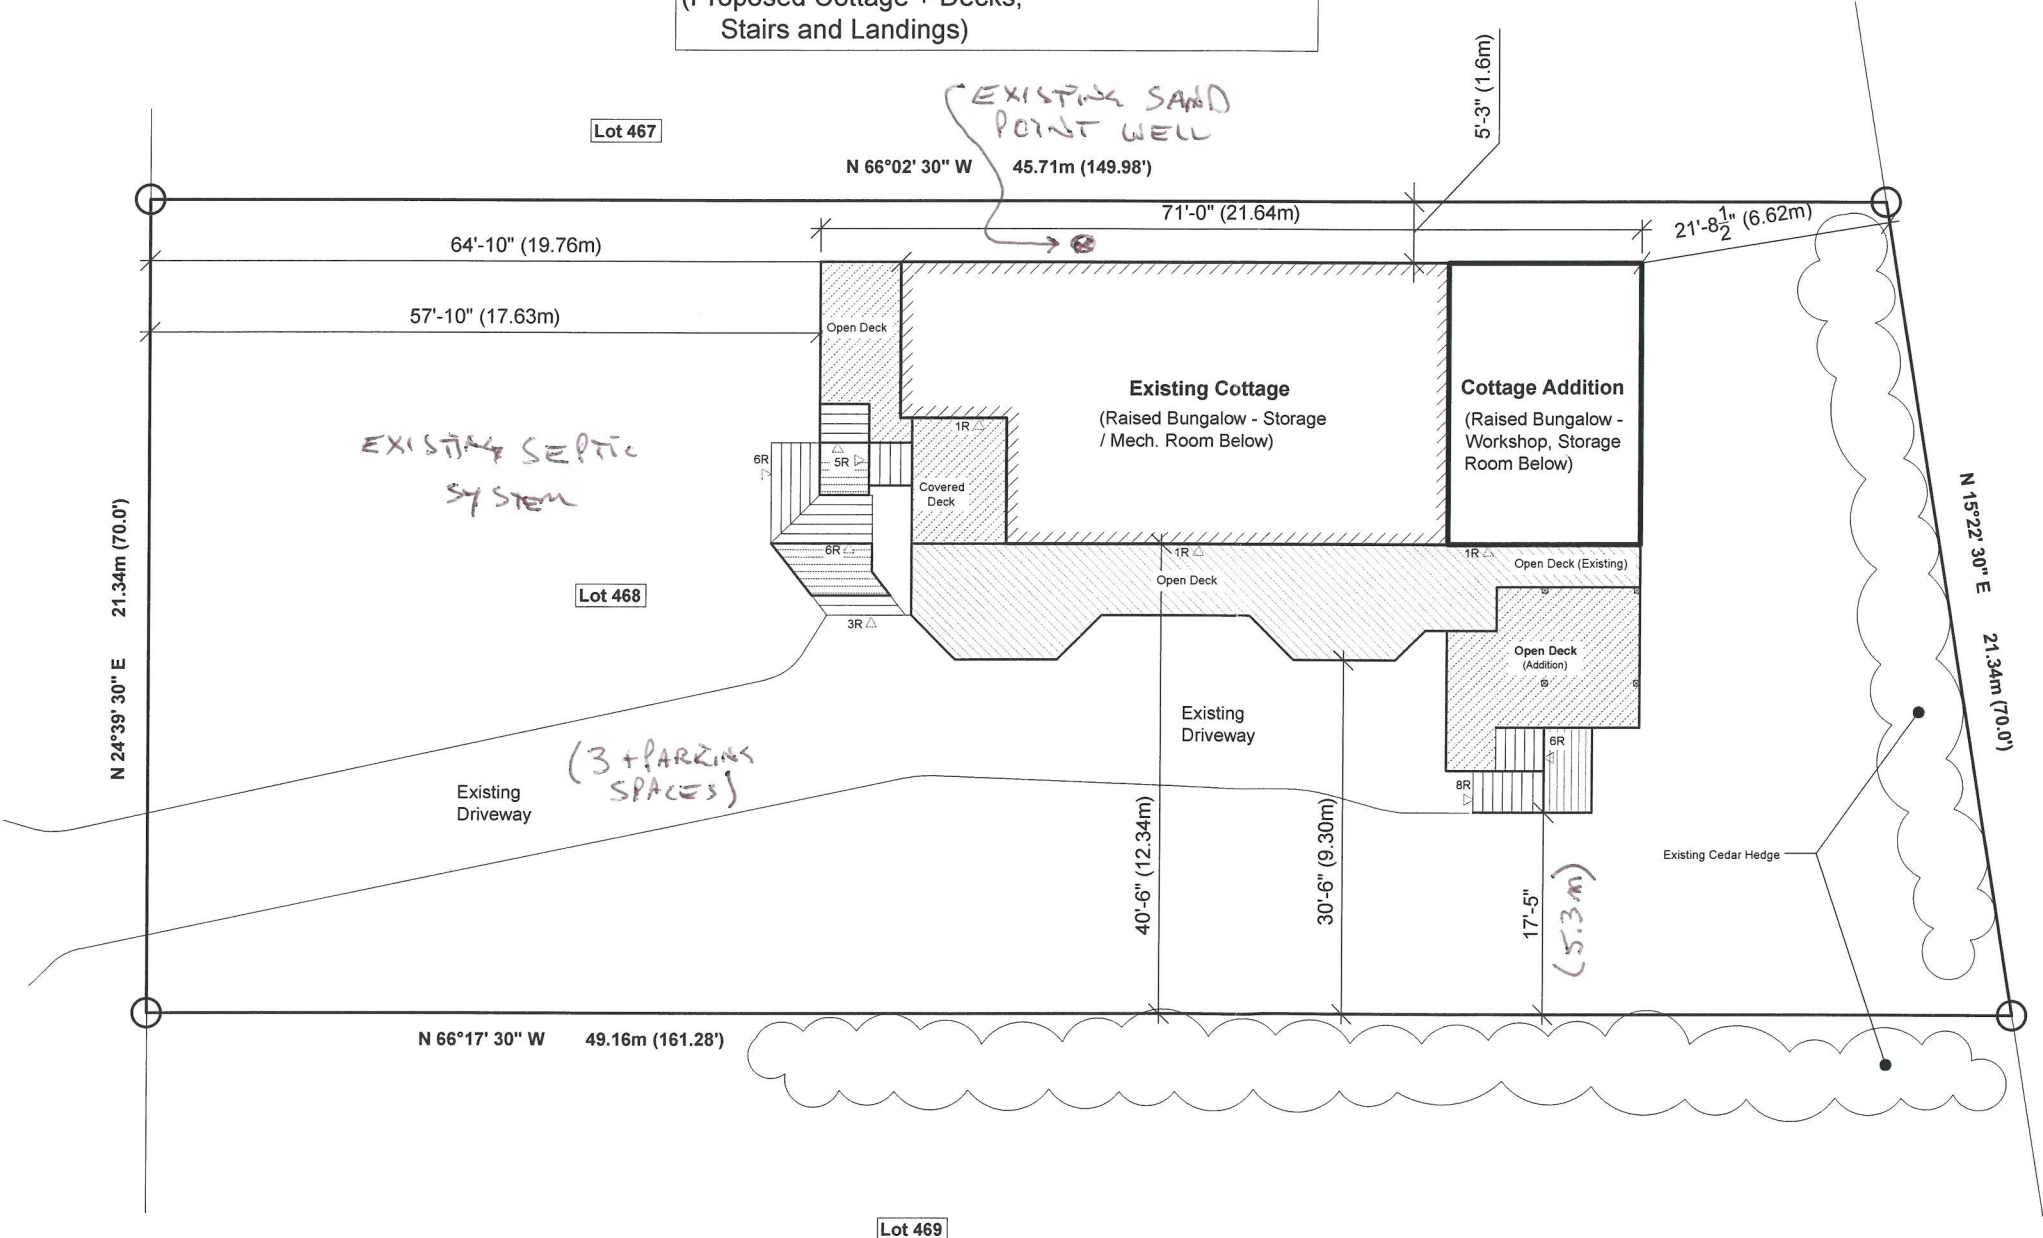 (Proposed Cottage + Decks,
Stairs and Landings)
5'-3" (1.6m)
EXISTING SAND
POINT WELL
Lot 467
N 66°02' 30" W 45.71m (149.98')
71'-0" (21.64m)
21'-8 1/2" (6.62m)
64'-10" (19.76m)
57'-10" (17.63m)
Open Deck
Existing Cottage
(Raised Bungalow - Storage
/ Mech. Room Below)
Cottage Addition
(Raised Bungalow -
Workshop, Storage
Room Below)
1R
EXISTING SEPTIC
SYSTEM
6R
5R
Covered
Deck
N 15°22' 30" E 21.34m (70.0')
N 24°39' 30" E 21.34m (70.0')
6R
1R
1R
Open Deck (Existing)
Open Deck
Lot 468
3R
Open Deck
(Addition)
Existing
Driveway
6R
(3 + PARKING
SPACES)
8R
Existing
Driveway
40'-6" (12.34m)
30'-6" (9.30m)
17'-5"
(5.3m)
Existing Cedar Hedge
N 66°17' 30" W 49.16m (161.28')
Lot 469